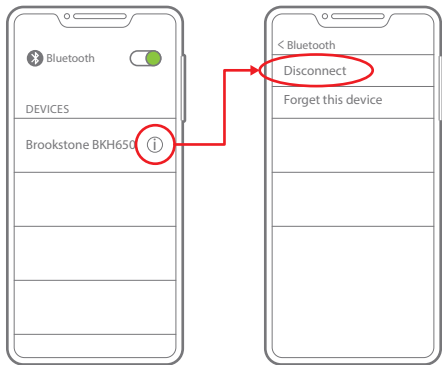 Bluetooth
DEVICES
Brookstone BKH650
< Bluetooth
Disconnect
Forget this device